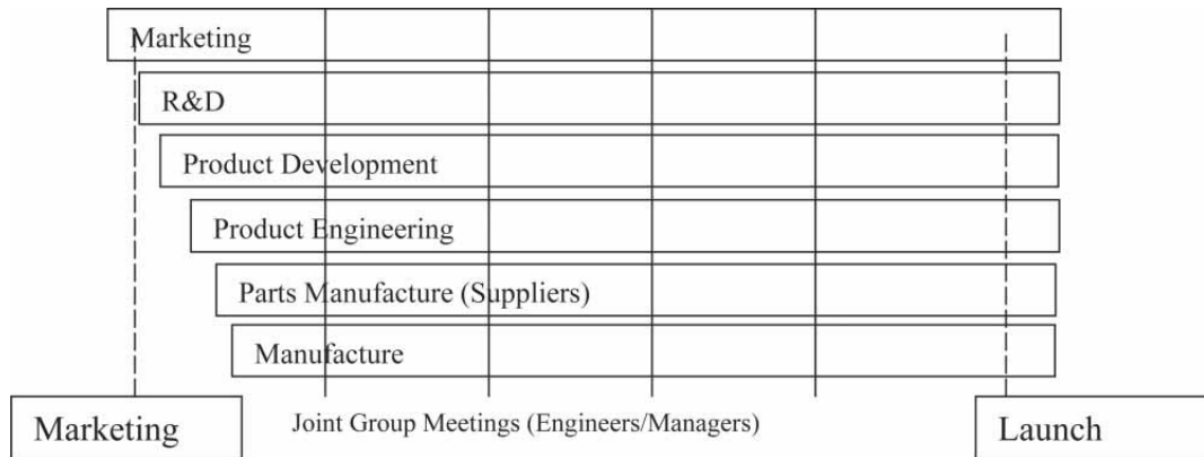 Marketing
R&D
Product Development
Product Engineering
Parts Manufacture (Suppliers)
Manufacture
Marketing
Joint Group Meetings (Engineers/Managers)
Launch